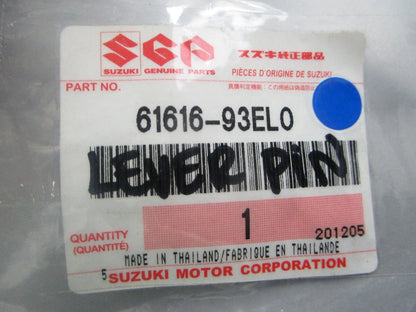 SGP スズキ純正部品
SUZUKI GENUINE PARTS PIÈCES D'ORIGINE DE SUZUKI
PART NO.
61616-93EL0
LEVER PIN
QUANTITY
(QUANTITÉ)
1
201205
MADE IN THAILAND/FABRIQUE EN THAILANDE
5 SUZUKI MOTOR CORPORATION